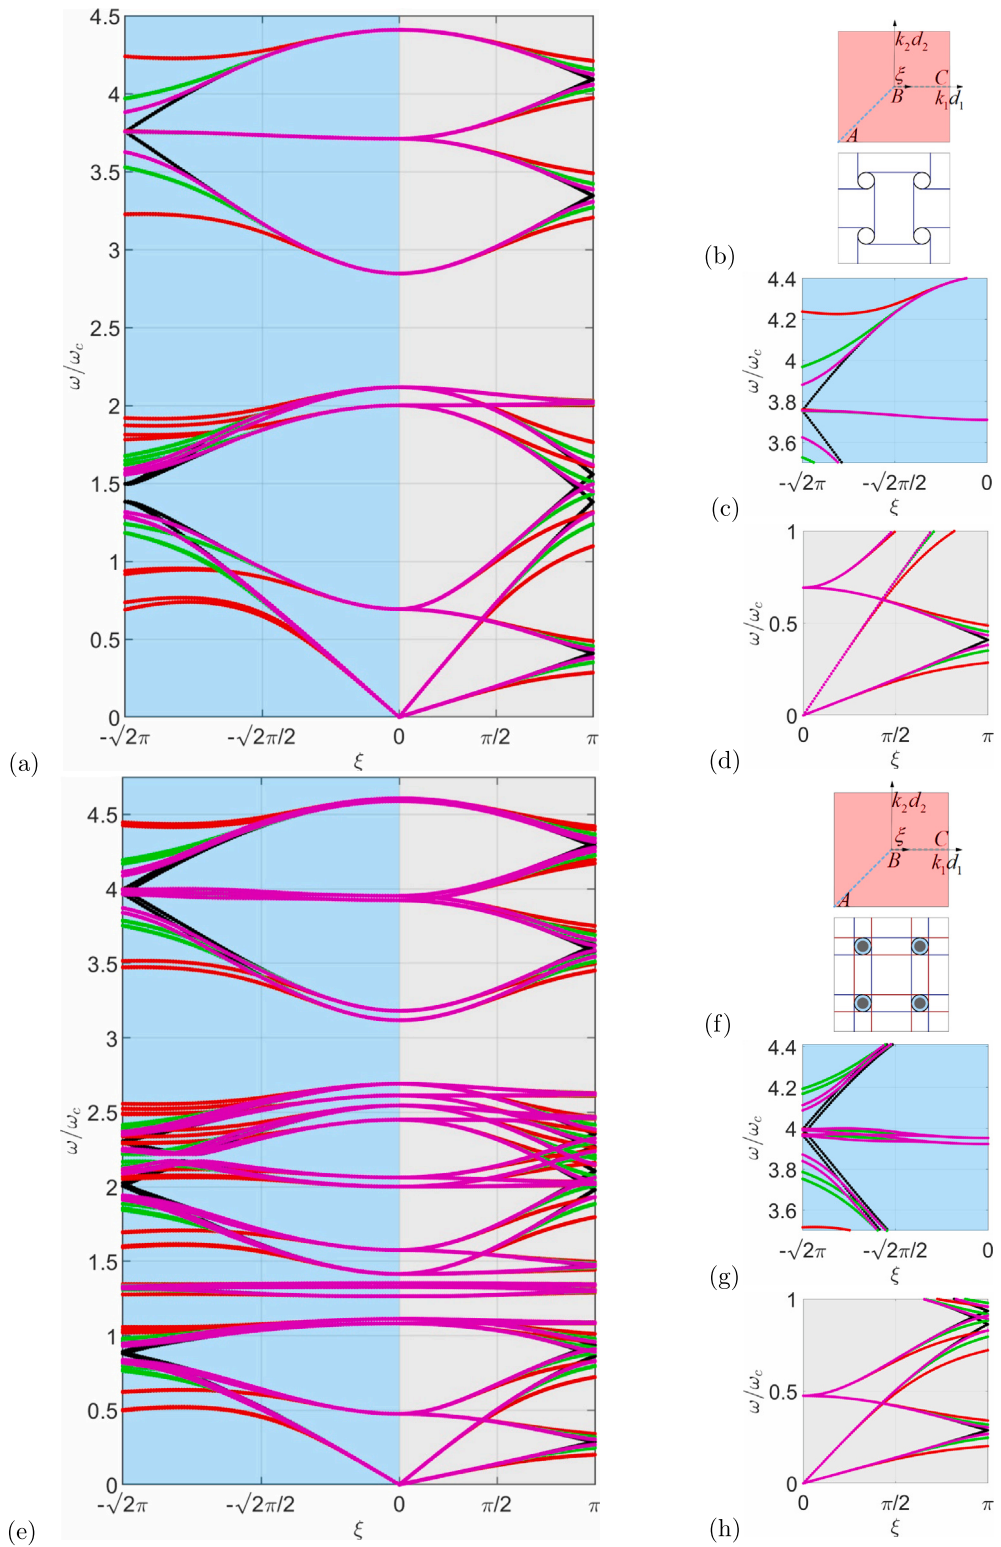 4.5
4
3.5
3
2.5
2
1.5
1
0.5
0
ω/ω_c
-√2π
-√2π/2
0
π/2
π
ξ
(a)
k₂d₂
ξ
C
B
k₁d₁
A
(b)
4.4
4.2
4
3.8
3.6
ω/ω_c
-√2π
-√2π/2
0
ξ
(c)
1
0.5
0
ω/ω_c
0
π/2
π
ξ
(d)
4.5
4
3.5
3
2.5
2
1.5
1
0.5
0
ω/ω_c
-√2π
-√2π/2
0
π/2
π
ξ
(e)
k₂d₂
ξ
C
B
k₁d₁
A
(f)
4.4
4.2
4
3.8
3.6
ω/ω_c
-√2π
-√2π/2
0
ξ
(g)
1
0.5
0
ω/ω_c
0
π/2
π
ξ
(h)